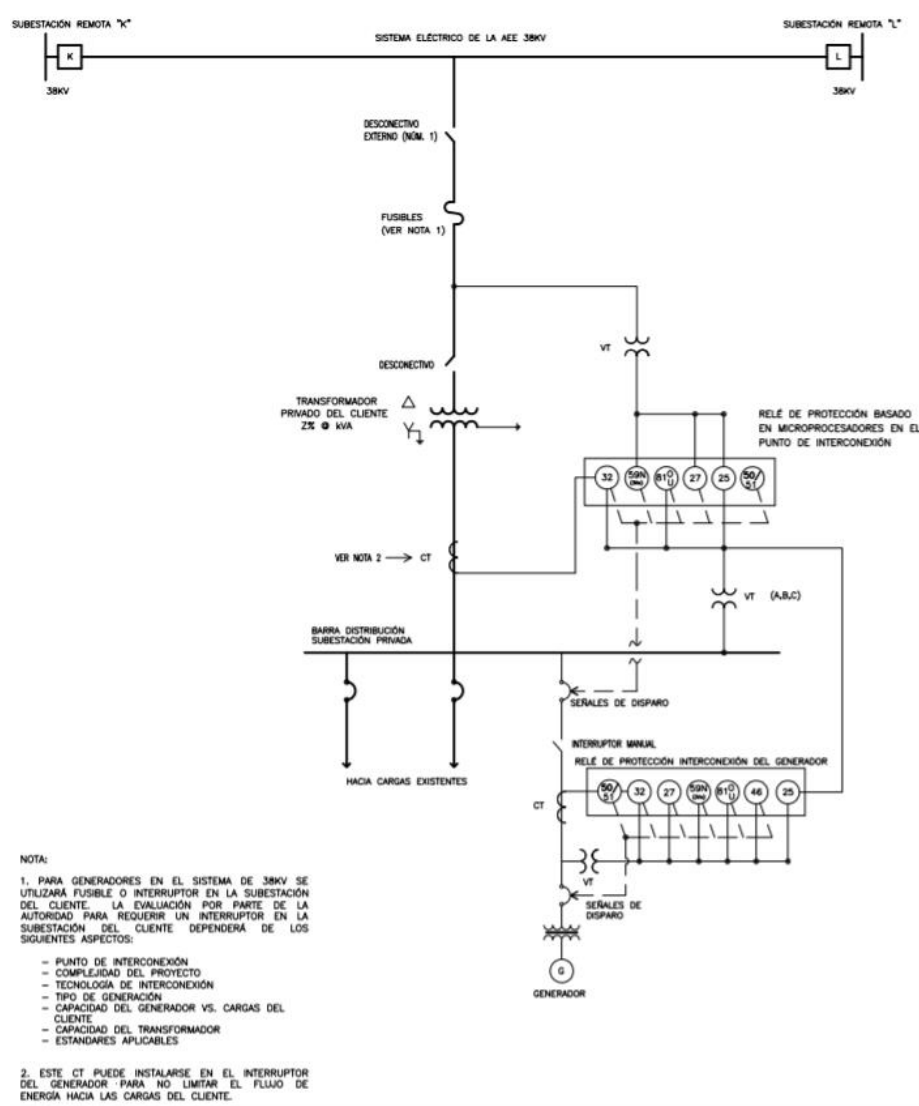 SUBESTACIÓN REMOTA "K"
SUBESTACIÓN REMOTA "L"
SISTEMA ELÉCTRICO DE LA AEE 38KV
K
L
38KV
38KV
DESCONECTIVO
EXTERNO (NÚM. 1)
FUSIBLES
(VER NOTA 1)
VT
DESCONECTIVO
TRANSFORMADOR
PRIVADO DEL CLIENTE
Z% @ kVA
RELÉ DE PROTECCIÓN BASADO
EN MICROPROCESADORES EN EL
PUNTO DE INTERCONEXIÓN
32 59N 81O/U 27 25 50/51
VER NOTA 2 CT
VT (A,B,C)
BARRA DISTRIBUCIÓN
SUBESTACIÓN PRIVADA
SEÑALES DE DISPARO
INTERRUPTOR MANUAL
RELÉ DE PROTECCIÓN INTERCONEXIÓN DEL GENERADOR
HACIA CARGAS EXISTENTES
50/51 32 27 59N 81O/U 46 25
CT
VT
SEÑALES DE
DISPARO
G
GENERADOR
NOTA:
1. PARA GENERADORES EN EL SISTEMA DE 38KV SE
UTILIZARÁ FUSIBLE O INTERRUPTOR EN LA SUBESTACIÓN
DEL CLIENTE. LA EVALUACIÓN POR PARTE DE LA
AUTORIDAD PARA REQUERIR UN INTERRUPTOR EN LA
SUBESTACIÓN DEL CLIENTE DEPENDERÁ DE LOS
SIGUIENTES ASPECTOS:
- PUNTO DE INTERCONEXIÓN
- COMPLEJIDAD DEL PROYECTO
- TECNOLOGÍA DE INTERCONEXIÓN
- TIPO DE GENERACIÓN
- CAPACIDAD DEL GENERADOR VS. CARGAS DEL
CLIENTE
- CAPACIDAD DEL TRANSFORMADOR
- ESTANDARES APLICABLES
2. ESTE CT PUEDE INSTALARSE EN EL INTERRUPTOR
DEL GENERADOR PARA NO LIMITAR EL FLUJO DE
ENERGÍA HACIA LAS CARGAS DEL CLIENTE.